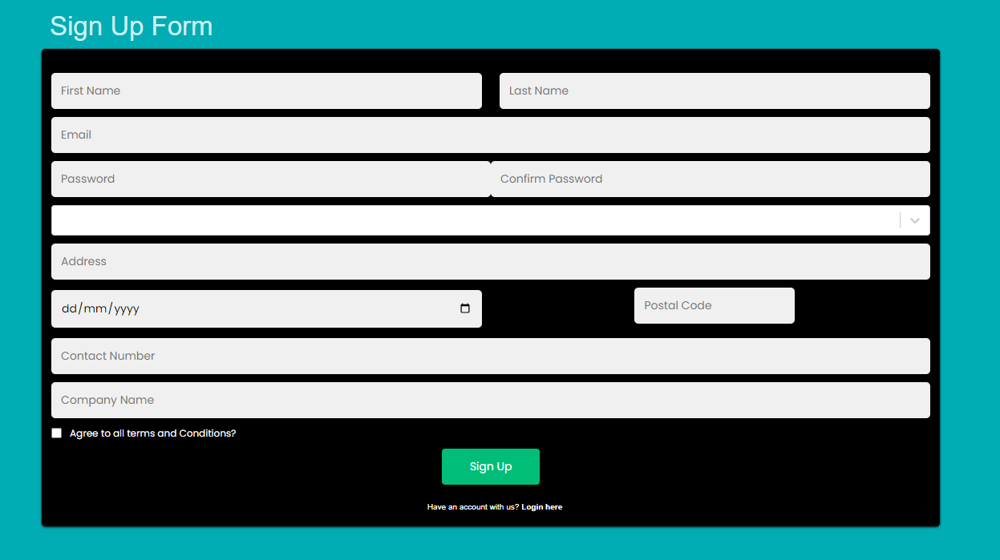 Sign Up Form
First Name Last Name
Email
Password Confirm Password
Address
dd/mm/yyyy Postal Code
Contact Number
Company Name
Agree to all terms and Conditions?
Sign Up
Have an account with us? Login here